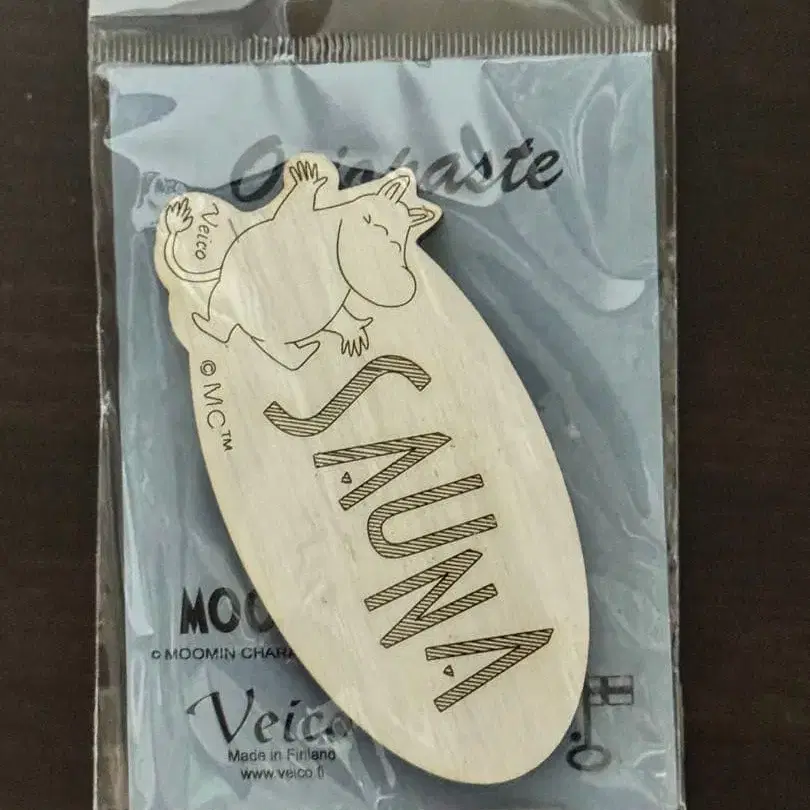 Veico
© MC™
SAUNA
MOO
© MOOMIN CHARA
Veico
Made in Finland
www.veico.fi